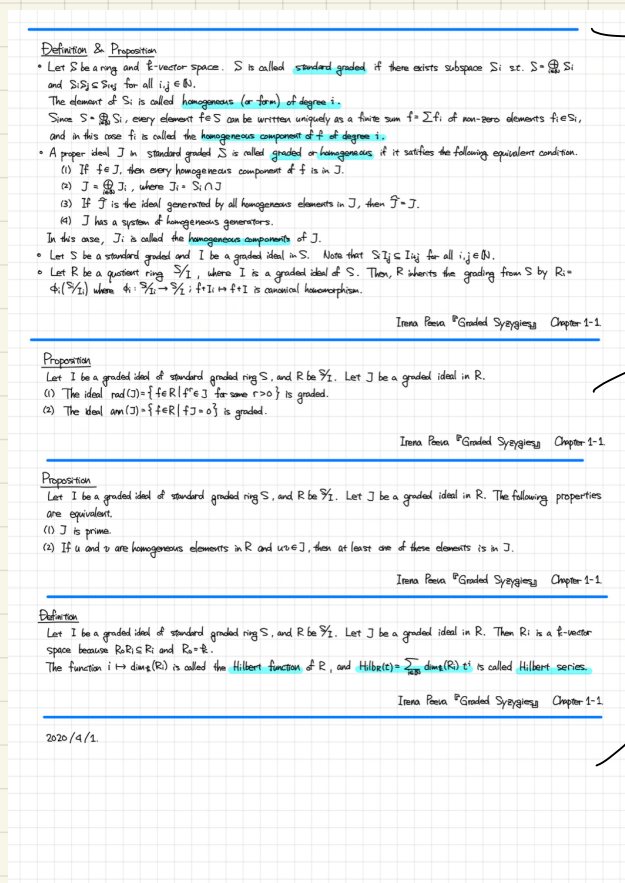 Definition & Proposition
• Let S be a ring and k-vector space. S is called standard graded if there exists subspace Si s.t. S = ⊕i∈N Si
and SiSj ⊆ Si+j for all i,j ∈ N.
The element of Si is called homogeneous (or form) of degree i.
Since S = ⊕i∈N Si, every element f∈S can be written uniquely as a finite sum f = Σfi of non-zero elements fi∈Si,
and in this case fi is called the homogeneous component of f of degree i.
• A proper ideal J in standard graded S is called graded or homogeneous if it satifies the following equivalent condition.
(1) If f∈J, then every homogeneous component of f is in J.
(2) J = ⊕i∈N Ji, where Ji = Si ∩ J
(3) If J̃ is the ideal generated by all homogeneous elements in J, then J̃ = J.
(4) J has a system of homogeneous generators.
In this case, Ji is called the homogeneous components of J.
• Let S be a standard graded and I be a graded ideal in S. Note that SiIj ⊆ Ii+j for all i,j ∈ N.
• Let R be a quotient ring S/I, where I is a graded ideal of S. Then, R inherits the grading from S by Ri =
ϕi(Si/Ii) where ϕi : Si/Ii → S/I ; f+Ii ↦ f+I is canonical homomorphism.
Irena Peeva 『Graded Syzygies』 Chapter 1-1.
Proposition
Let I be a graded ideal of standard graded ring S, and R be S/I. Let J be a graded ideal in R.
(1) The ideal rad(J) = { f∈R | fʳ∈J for some r>0 } is graded.
(2) The ideal ann(J) = { f∈R | fJ=0 } is graded.
Irena Peeva 『Graded Syzygies』 Chapter 1-1.
Proposition
Let I be a graded ideal of standard graded ring S, and R be S/I. Let J be a graded ideal in R. The following properties
are equivalent.
(1) J is prime.
(2) If u and v are homogeneous elements in R and uv∈J, then at least one of these elements is in J.
Irena Peeva 『Graded Syzygies』 Chapter 1-1.
Definition
Let I be a graded ideal of standard graded ring S, and R be S/I. Let J be a graded ideal in R. Then Ri is a k-vector
space because R₀Ri ⊆ Ri and R₀ = k.
The function i ↦ dimk(Ri) is called the Hilbert function of R, and HilbR(t) = Σi∈N dimk(Ri) tⁱ is called Hilbert series.
Irena Peeva 『Graded Syzygies』 Chapter 1-1.
2020/4/1.